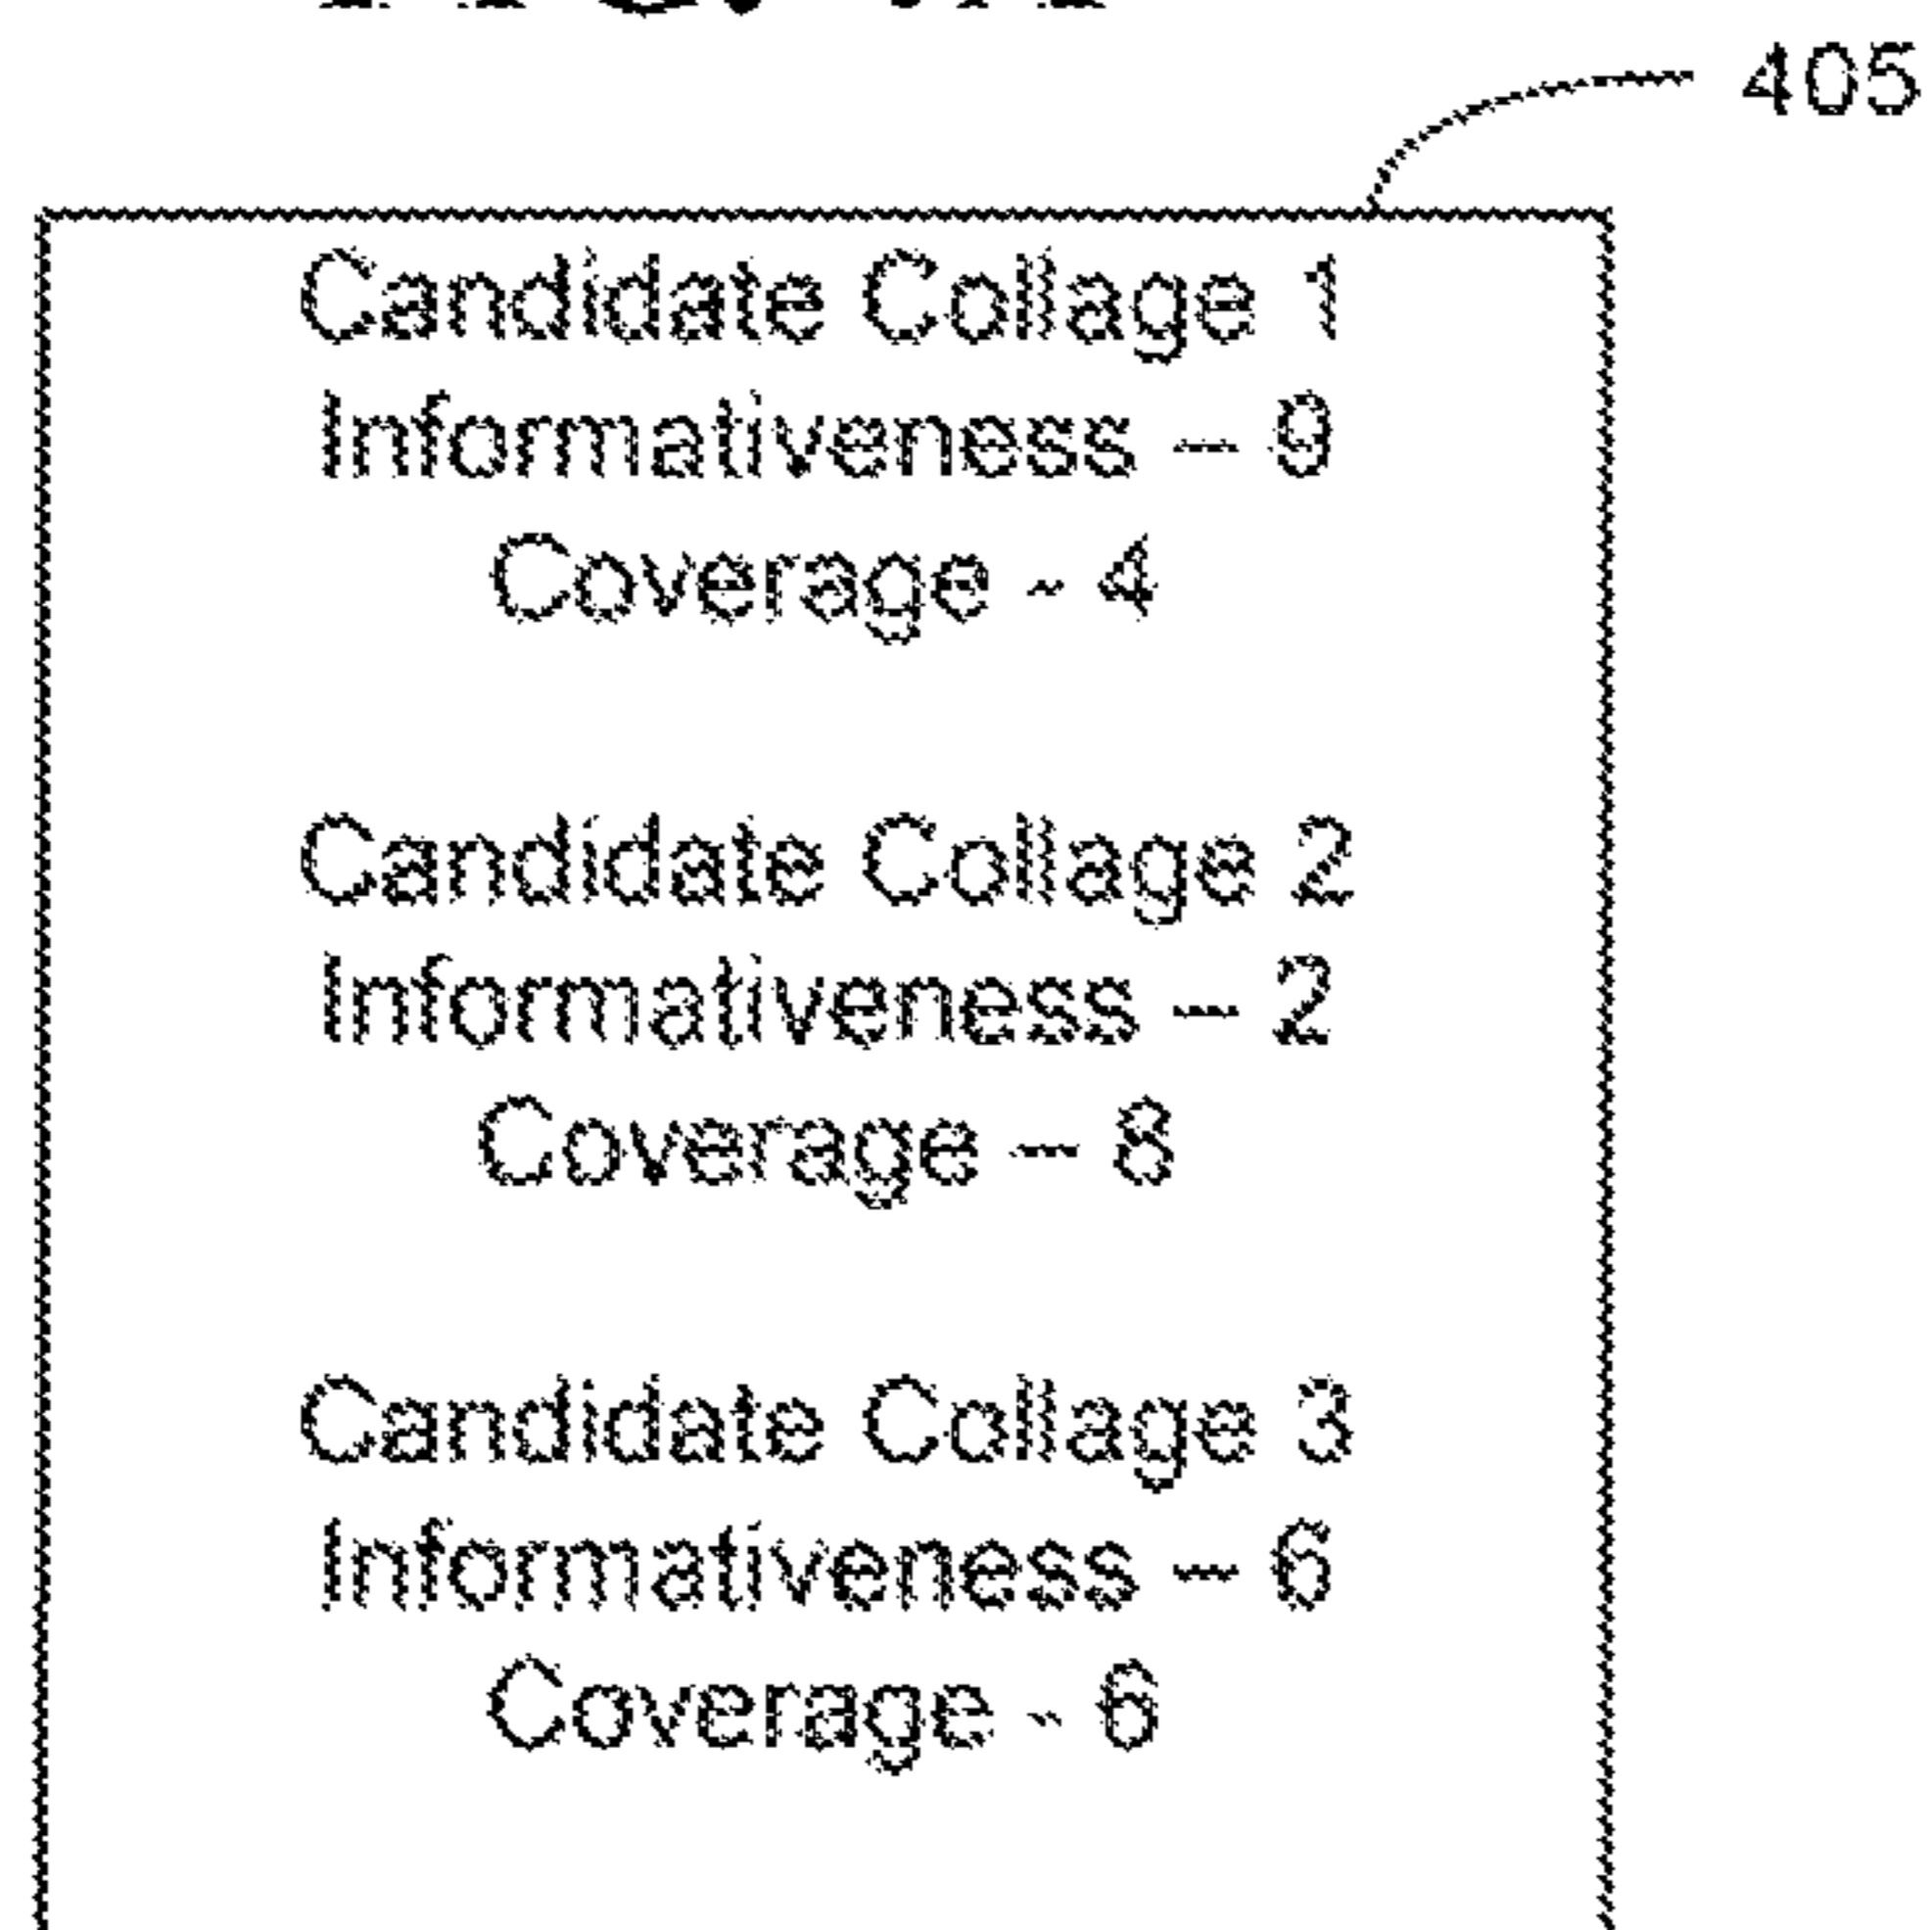 405
Candidate Collage 1
Informativeness – 9
Coverage - 4
Candidate Collage 2
Informativeness – 2
Coverage – 8
Candidate Collage 3
Informativeness – 6
Coverage - 6